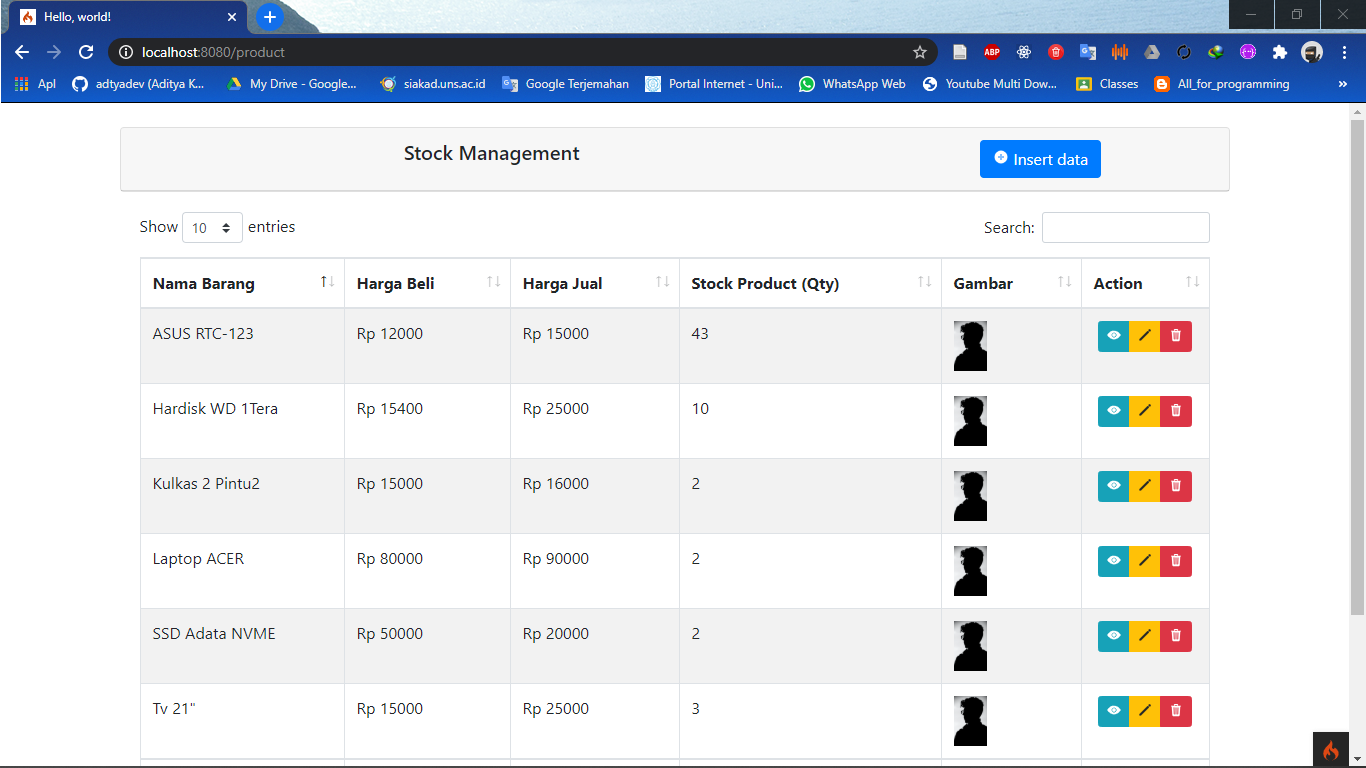 Hello, world!
localhost:8080/product
ABP
Apl
adtyadev (Aditya K...
My Drive - Google...
siakad.uns.ac.id
Google Terjemahan
Portal Internet - Uni...
WhatsApp Web
Youtube Multi Dow...
Classes
All_for_programming
»
Stock Management
Insert data
Show 10 entries
Search:
Nama Barang Harga Beli Harga Jual Stock Product (Qty) Gambar Action
ASUS RTC-123 Rp 12000 Rp 15000 43
Hardisk WD 1Tera Rp 15400 Rp 25000 10
Kulkas 2 Pintu2 Rp 15000 Rp 16000 2
Laptop ACER Rp 80000 Rp 90000 2
SSD Adata NVME Rp 50000 Rp 20000 2
Tv 21" Rp 15000 Rp 25000 3